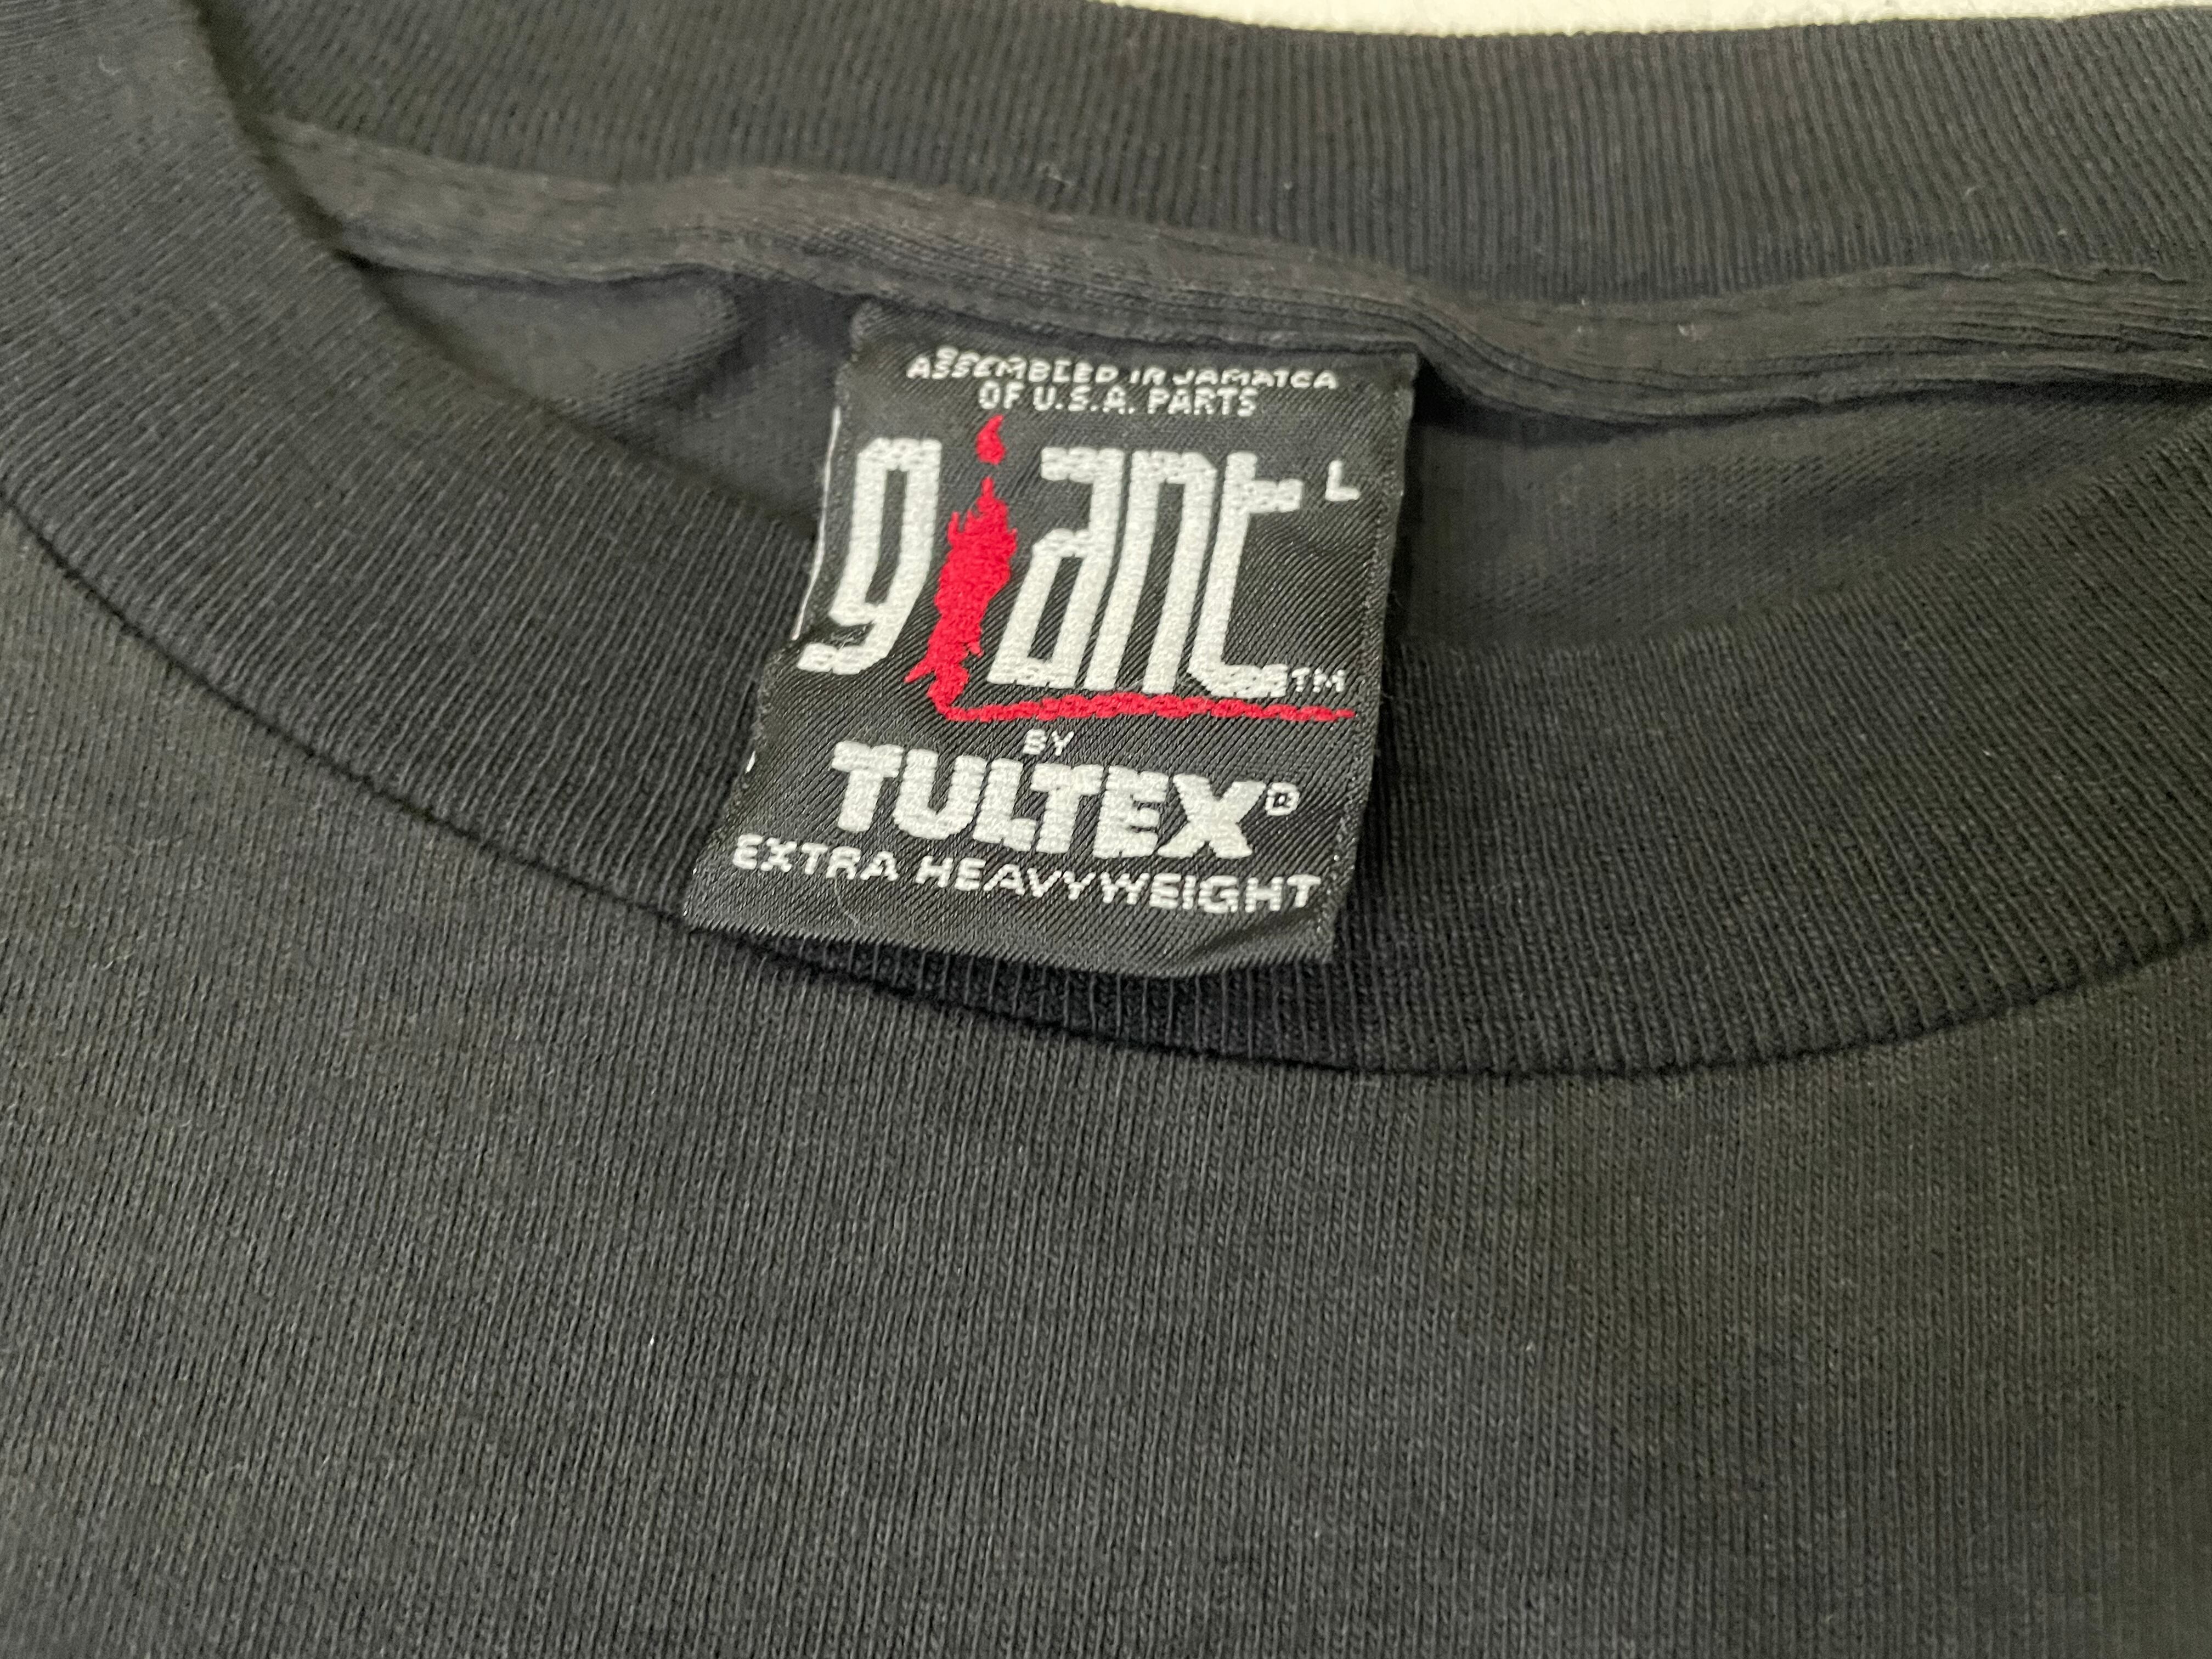 ASSEMBLED IN JAMAICA
OF U.S.A. PARTS
giant L
TM
BY
TULTEX®
EXTRA HEAVYWEIGHT